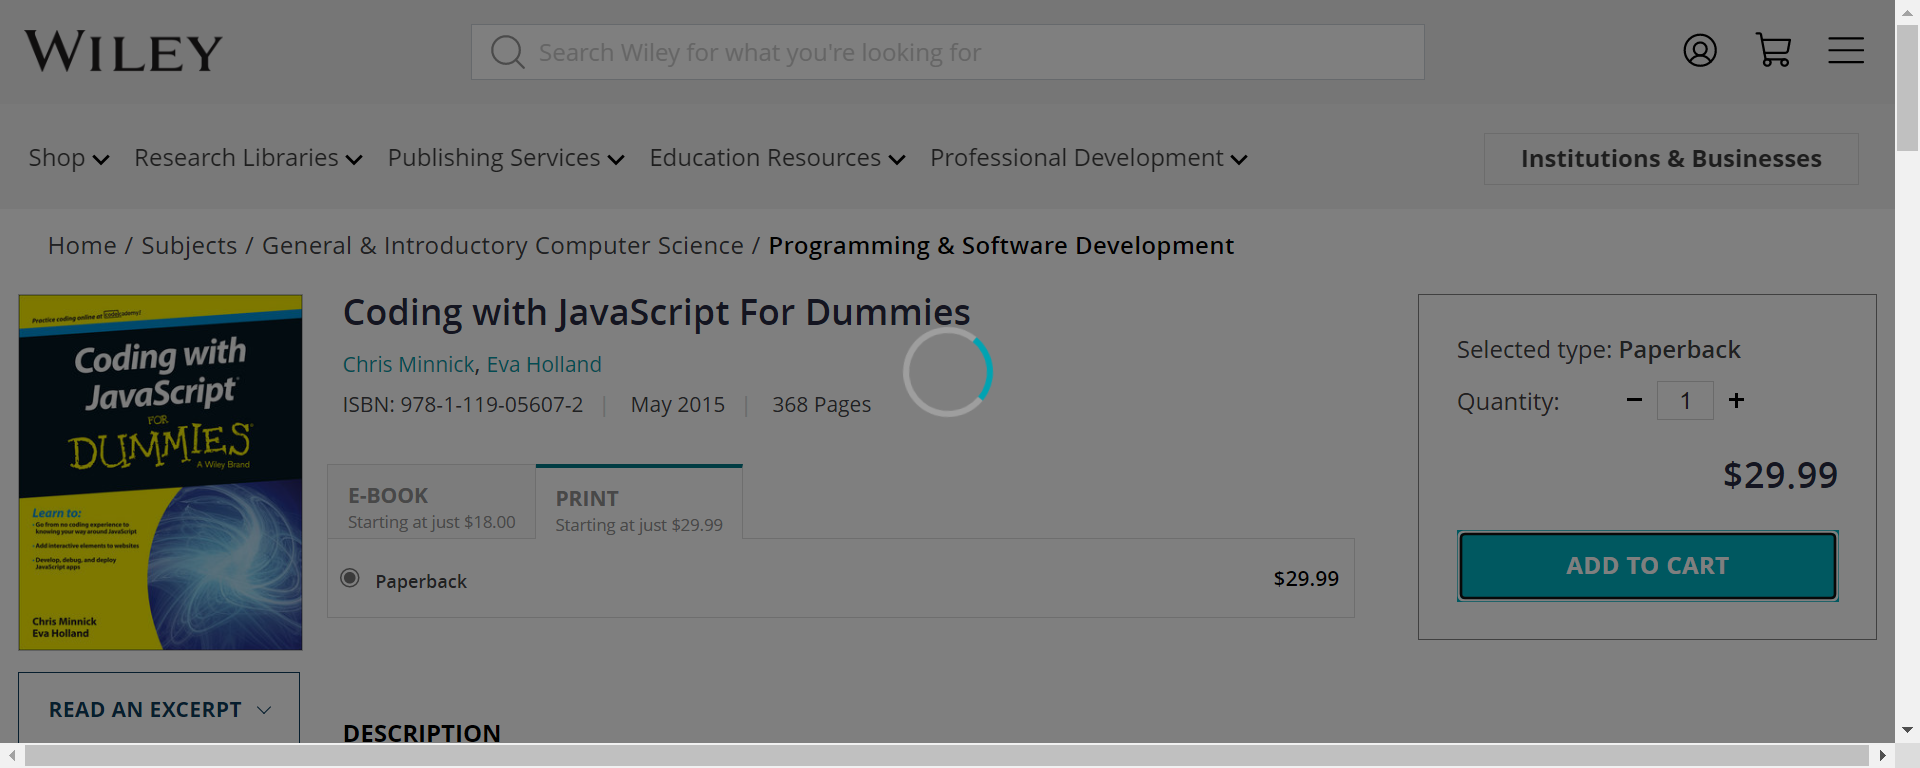 WILEY
Search Wiley for what you're looking for
Shop
Research Libraries
Publishing Services
Education Resources
Professional Development
Institutions & Businesses
Home / Subjects / General & Introductory Computer Science / Programming & Software Development
Practice coding online at codecademy!
Coding with
JavaScript
FOR
DUMMIES
A Wiley Brand
Learn to:
• Go from no coding experience to
knowing your way around JavaScript
• Add interactive elements to websites
• Develop, debug, and deploy
JavaScript apps
Chris Minnick
Eva Holland
READ AN EXCERPT
Coding with JavaScript For Dummies
Chris Minnick, Eva Holland
ISBN: 978-1-119-05607-2
May 2015
368 Pages
E-BOOK
Starting at just $18.00
PRINT
Starting at just $29.99
Paperback
$29.99
DESCRIPTION
Selected type: Paperback
Quantity:
1
$29.99
ADD TO CART